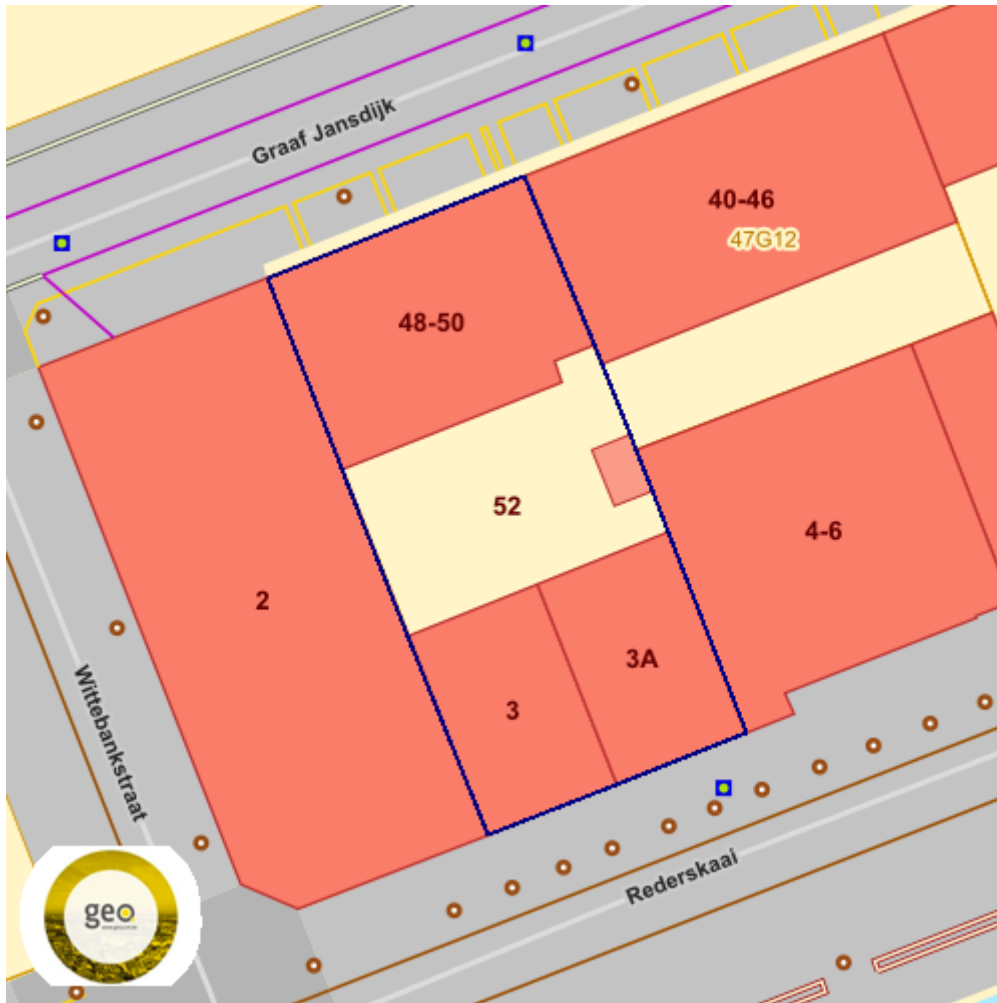 Graaf Jansdijk
40-46
47G12
48-50
52
4-6
2
3A
3
Wittebankstraat
Rederskaai
geo